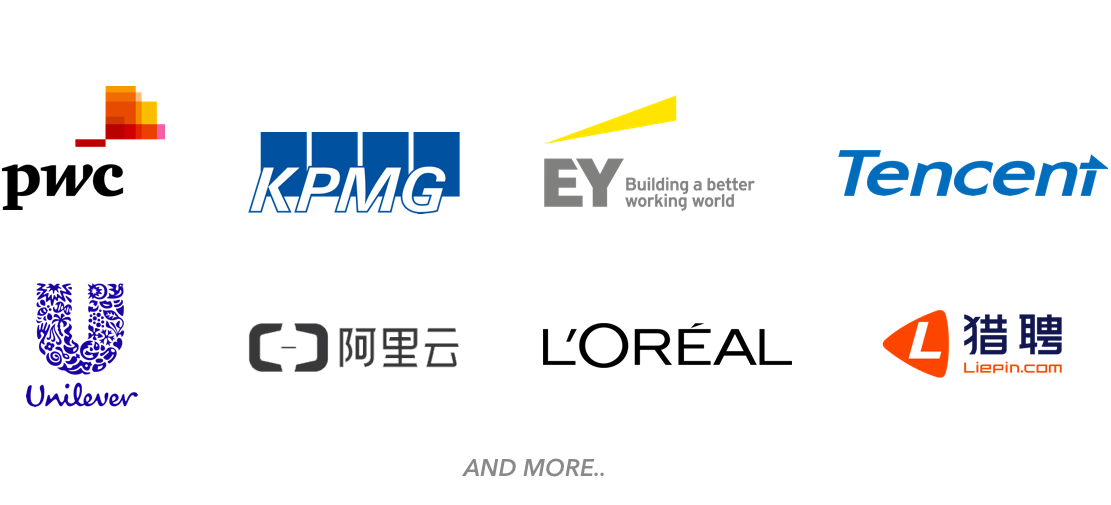 pwc
KPMG
EY
Building a better
working world
Tencent
Unilever
阿里云
L'ORÉAL
L
猎聘
Liepin.com
AND MORE..